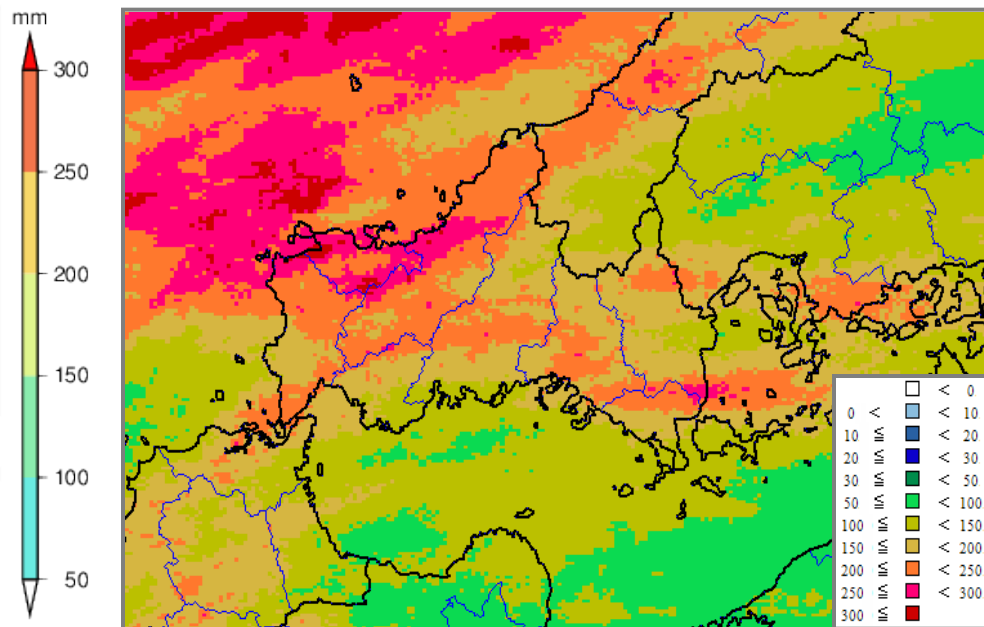 mm
300
250
200
150
100
50
< 0
0 < < 10
10 ≦ < 20
20 ≦ < 30
30 ≦ < 50
50 ≦ < 100
100 ≦ < 150
150 ≦ < 200
200 ≦ < 250
250 ≦ < 300
300 ≦